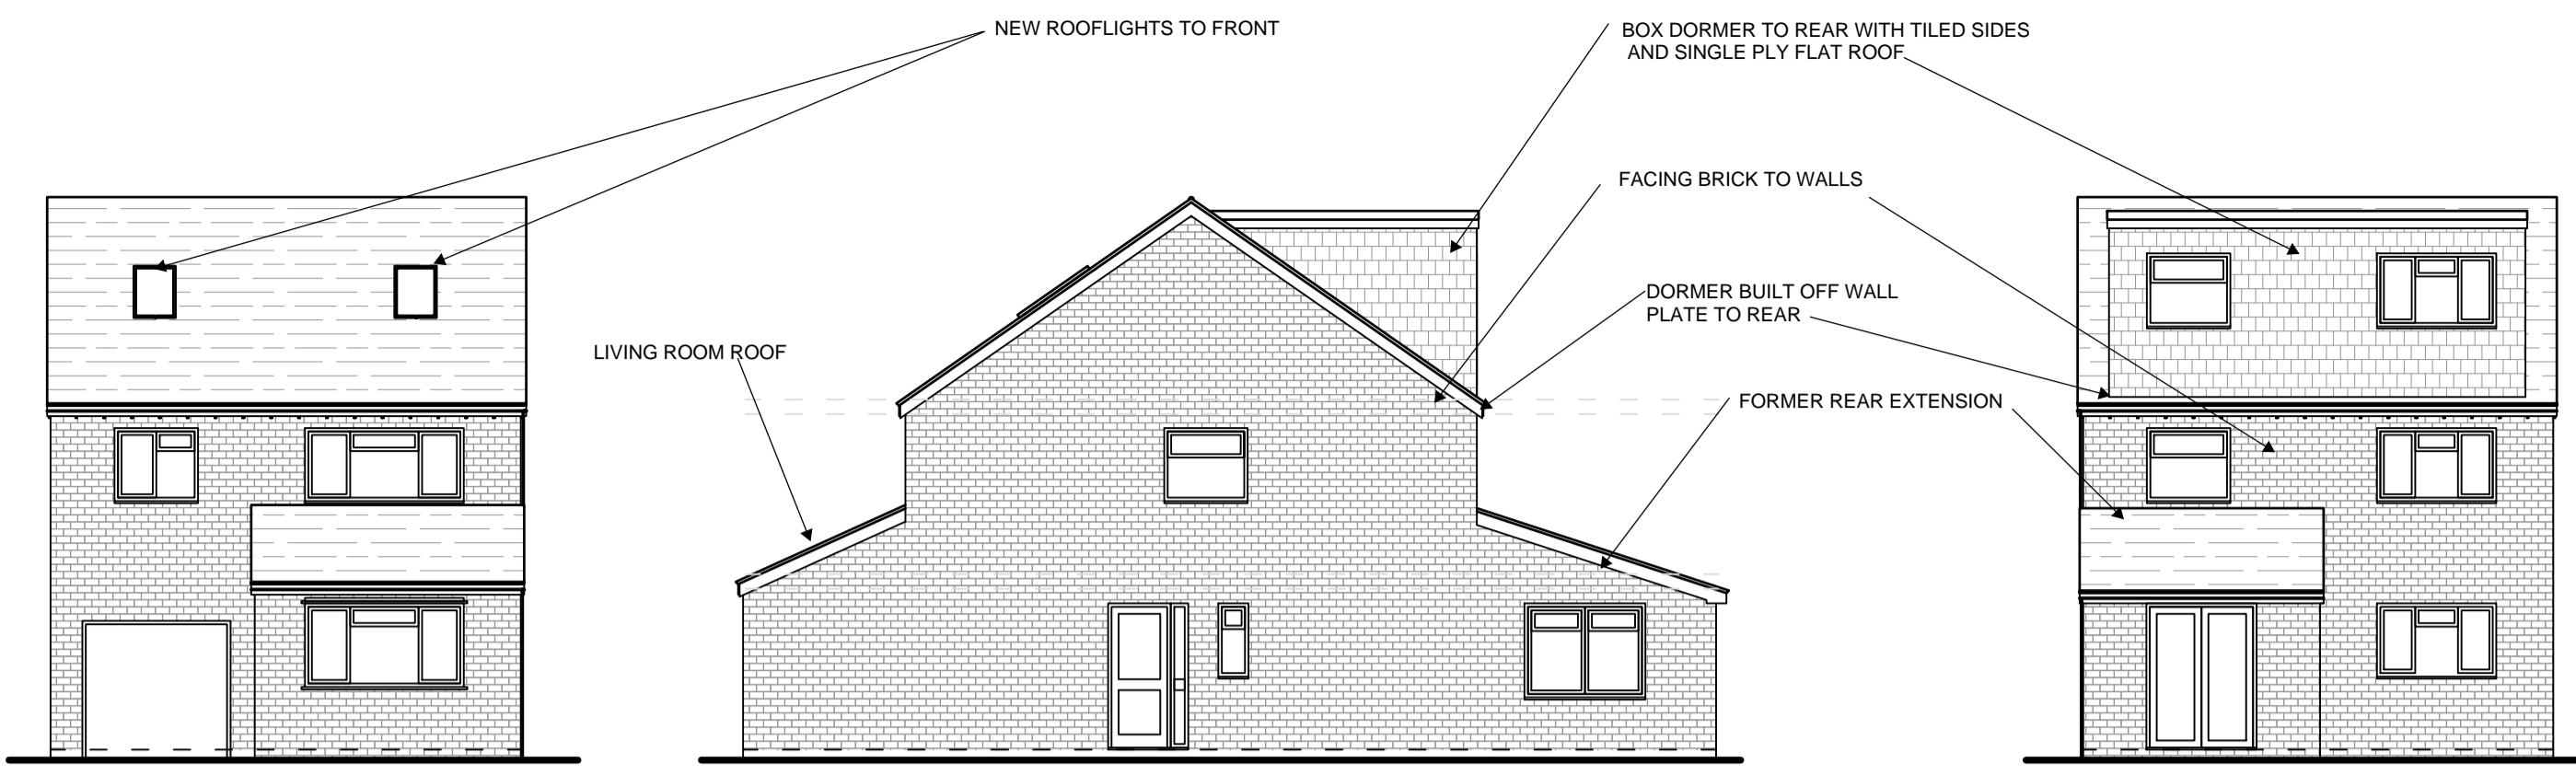 NEW ROOFLIGHTS TO FRONT
BOX DORMER TO REAR WITH TILED SIDES
AND SINGLE PLY FLAT ROOF
FACING BRICK TO WALLS
DORMER BUILT OFF WALL
PLATE TO REAR
LIVING ROOM ROOF
FORMER REAR EXTENSION